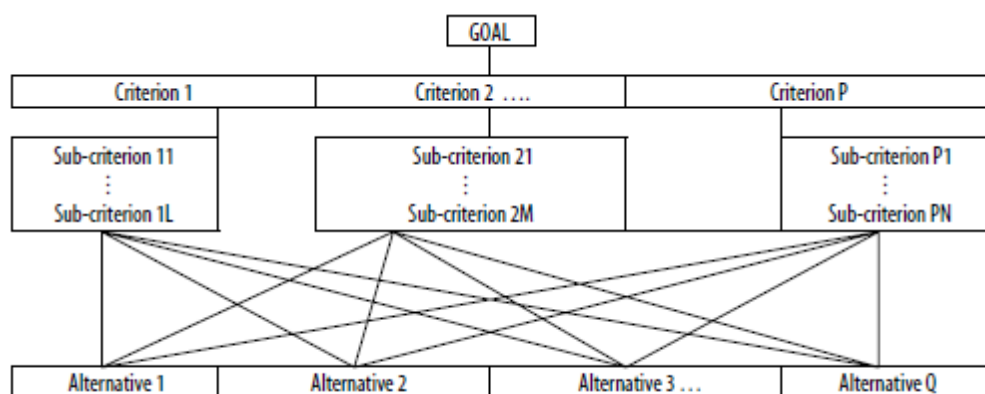 GOAL
Criterion 1 Criterion 2 .... Criterion P
Sub-criterion 11 Sub-criterion 21 Sub-criterion P1
⋮ ⋮ ⋮
Sub-criterion 1L Sub-criterion 2M Sub-criterion PN
Alternative 1 Alternative 2 Alternative 3 ... Alternative Q